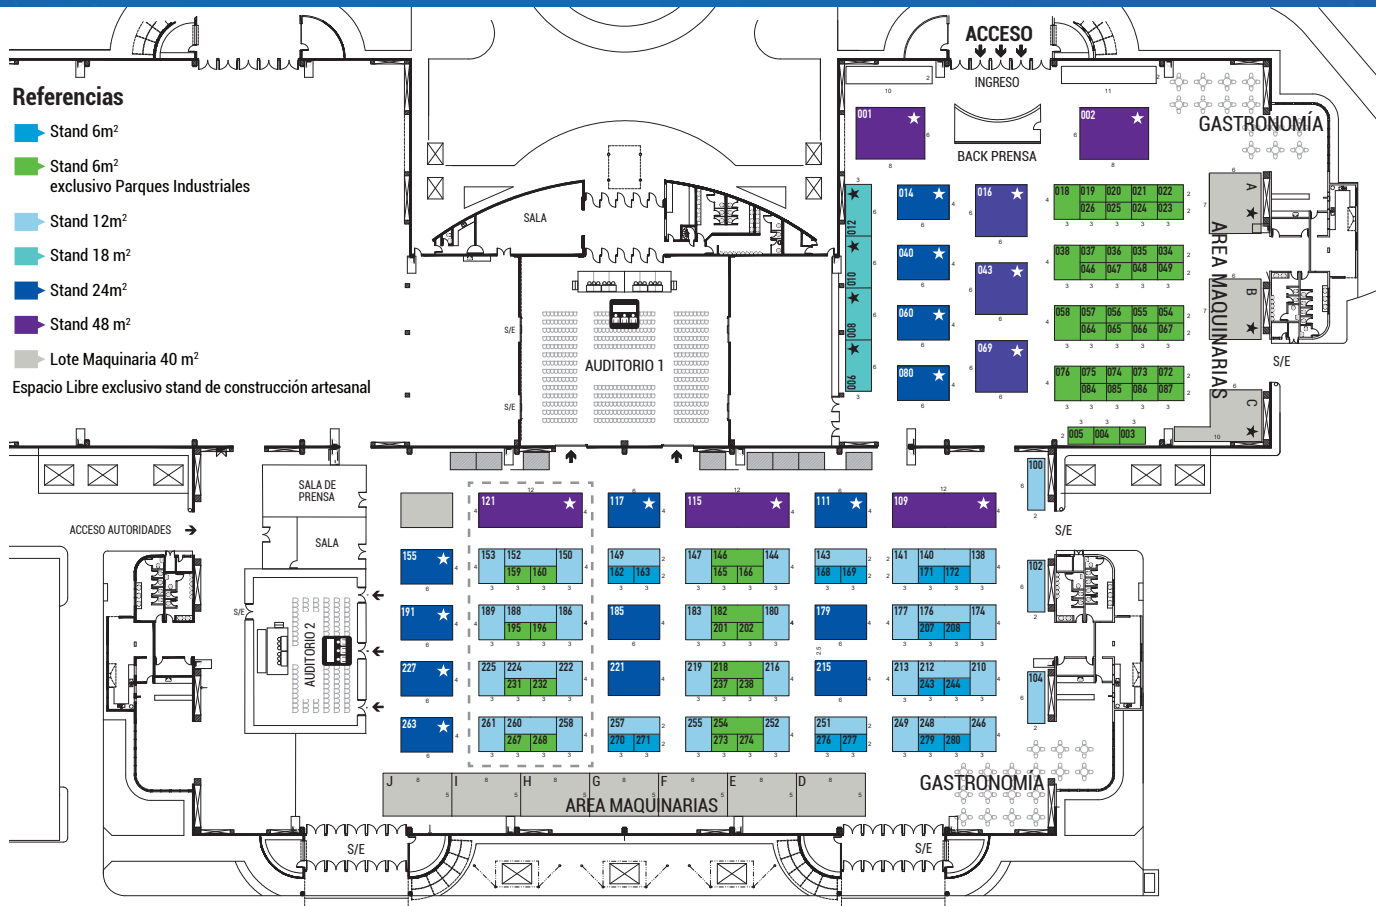 ACCESO
INGRESO
BACK PRENSA
GASTRONOMÍA
Referencias
Stand 6m²
Stand 6m²
exclusivo Parques Industriales
Stand 12m²
Stand 18 m²
Stand 24m²
Stand 48 m²
Lote Maquinaria 40 m²
Espacio Libre exclusivo stand de construcción artesanal
SALA
AUDITORIO 1
S/E
S/E
001
002
012
010
008
006
014
016
040
043
060
069
080
018 019 020 021 022
026 025 024 023
038 037 036 035 034
046 047 048 049
058 057 056 055 054
064 065 066 067
076 075 074 073 072
084 085 086 087
005 004 003
A
B
C
AREA MAQUINARIAS
S/E
SALA DE
PRENSA
SALA
ACCESO AUTORIDADES
S/E
AUDITORIO 2
100
S/E
102
104
121 117 115 111 109
155 153 152 150 149 147 146 144 143 141 140 138
159 160 162 163 165 166 168 169 171 172
191 189 188 186 185 183 182 180 179 177 176 174
195 196 201 202 207 208
227 225 224 222 221 219 218 216 215 213 212 210
231 232 237 238 243 244
263 261 260 258 257 255 254 252 251 249 248 246
267 268 270 271 273 274 276 277 279 280
J I H G F E D
AREA MAQUINARIAS
GASTRONOMÍA
S/E
S/E